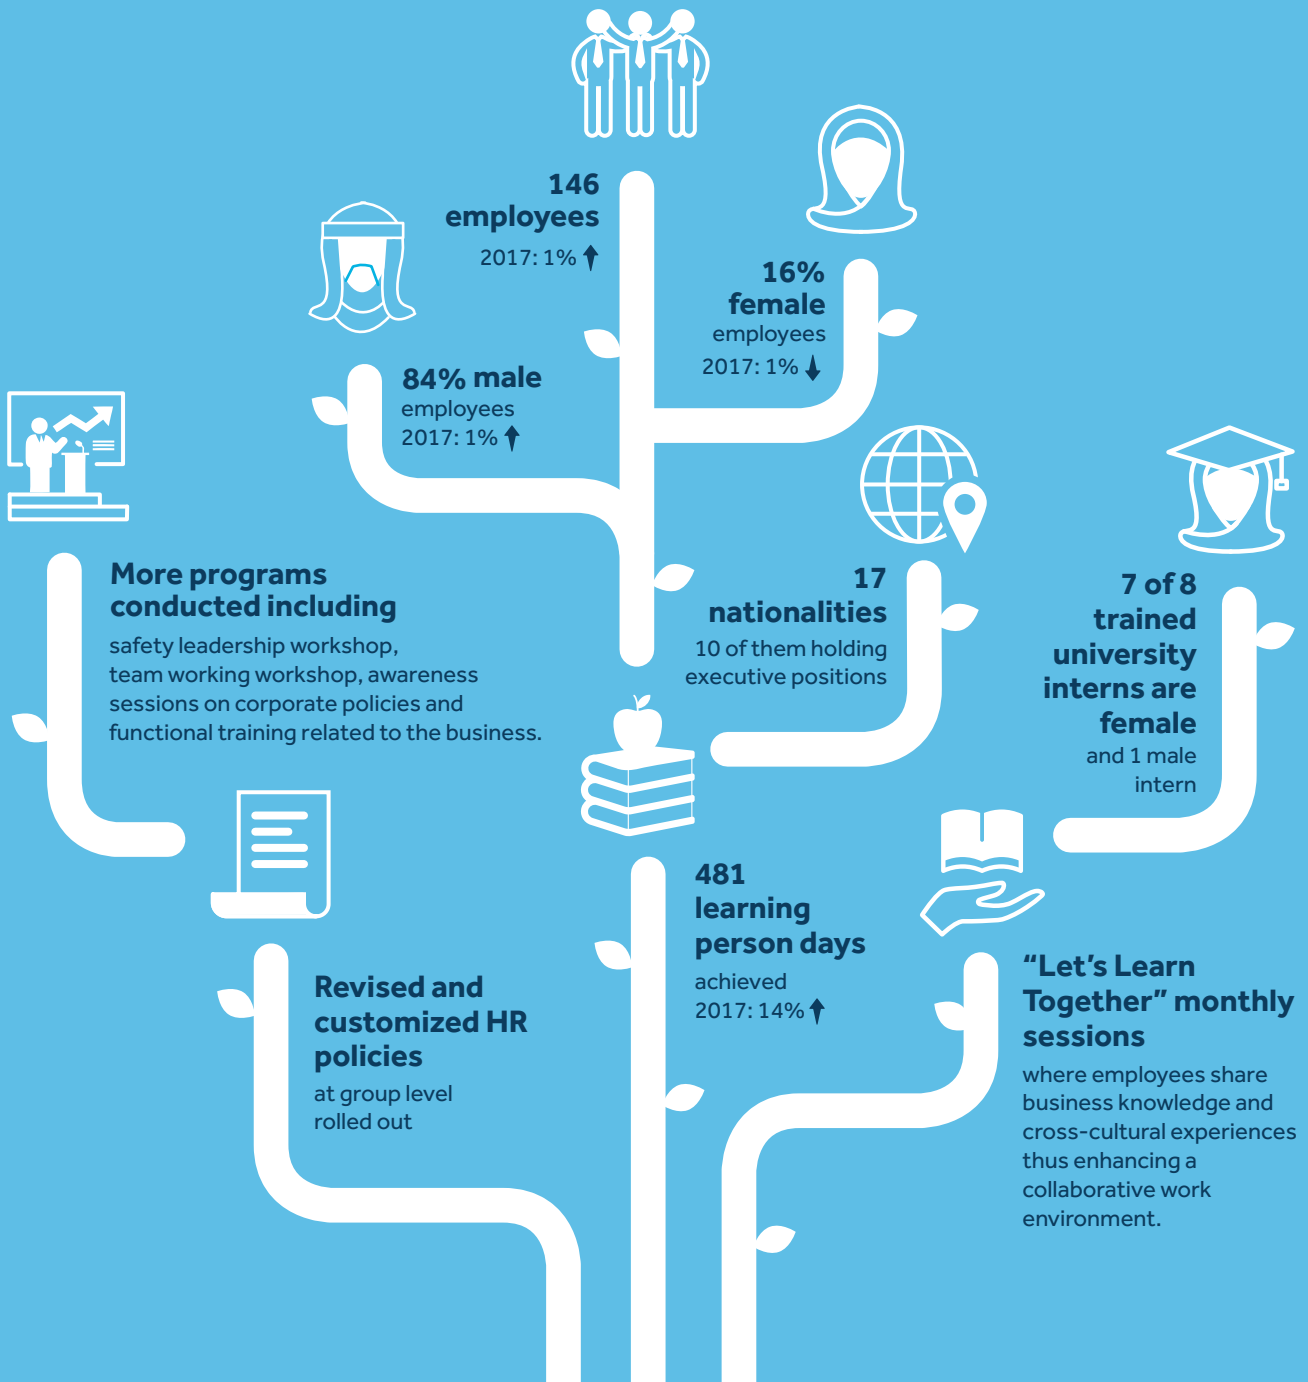 146
employees
2017: 1%
16%
female
employees
2017: 1%
84% male
employees
2017: 1%
More programs
conducted including
safety leadership workshop,
team working workshop, awareness
sessions on corporate policies and
functional training related to the business.
17
nationalities
10 of them holding
executive positions
7 of 8
trained
university
interns are
female
and 1 male
intern
481
learning
person days
achieved
2017: 14%
Revised and
customized HR
policies
at group level
rolled out
“Let’s Learn
Together” monthly
sessions
where employees share
business knowledge and
cross-cultural experiences
thus enhancing a
collaborative work
environment.